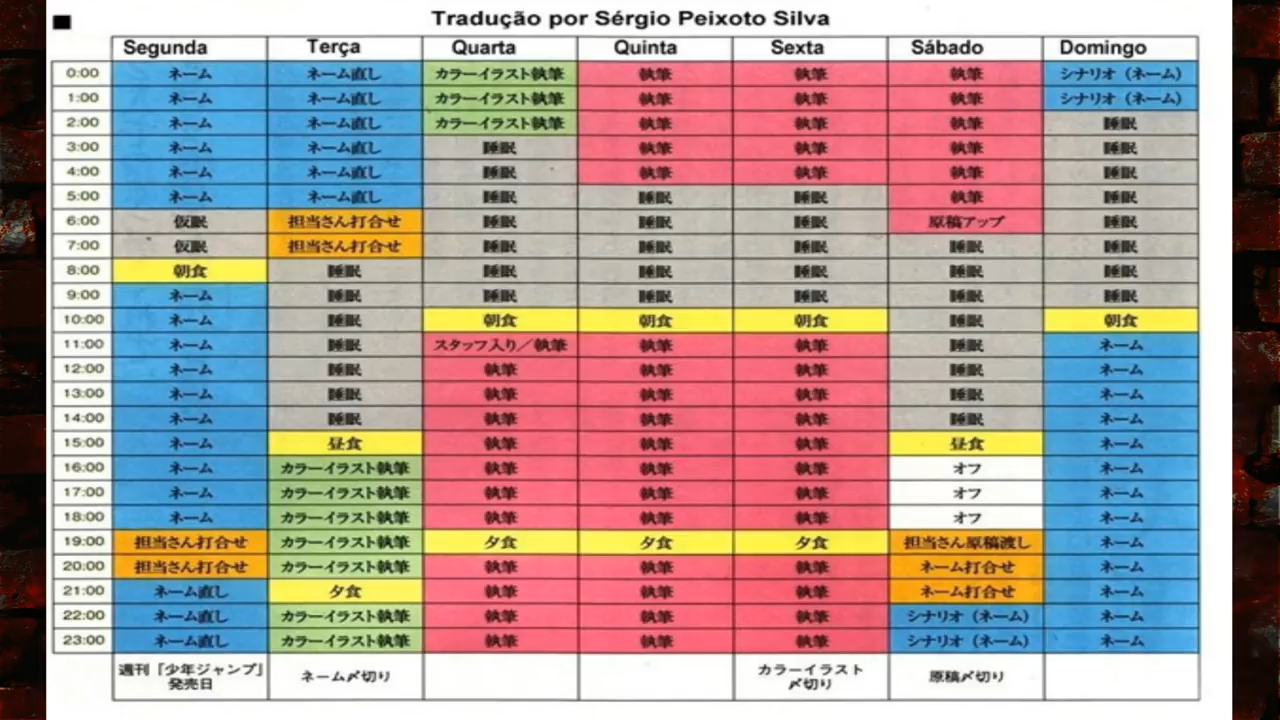 Tradução por Sérgio Peixoto Silva
Segunda Terça Quarta Quinta Sexta Sábado Domingo
0:00 ネーム ネーム直し カラーイラスト執筆 執筆 執筆 執筆 シナリオ（ネーム）
1:00 ネーム ネーム直し カラーイラスト執筆 執筆 執筆 執筆 シナリオ（ネーム）
2:00 ネーム ネーム直し カラーイラスト執筆 執筆 執筆 執筆 睡眠
3:00 ネーム ネーム直し 睡眠 執筆 執筆 執筆 睡眠
4:00 ネーム ネーム直し 睡眠 執筆 執筆 執筆 睡眠
5:00 ネーム ネーム直し 睡眠 睡眠 睡眠 執筆 睡眠
6:00 仮眠 担当さん打合せ 睡眠 睡眠 睡眠 原稿アップ 睡眠
7:00 仮眠 担当さん打合せ 睡眠 睡眠 睡眠 睡眠 睡眠
8:00 朝食 睡眠 睡眠 睡眠 睡眠 睡眠 睡眠
9:00 ネーム 睡眠 睡眠 睡眠 睡眠 睡眠 睡眠
10:00 ネーム 睡眠 朝食 朝食 朝食 睡眠 朝食
11:00 ネーム 睡眠 スタッフ入り／執筆 執筆 執筆 睡眠 ネーム
12:00 ネーム 睡眠 執筆 執筆 執筆 睡眠 ネーム
13:00 ネーム 睡眠 執筆 執筆 執筆 睡眠 ネーム
14:00 ネーム 睡眠 執筆 執筆 執筆 睡眠 ネーム
15:00 ネーム 昼食 執筆 執筆 執筆 昼食 ネーム
16:00 ネーム カラーイラスト執筆 執筆 執筆 執筆 オフ ネーム
17:00 ネーム カラーイラスト執筆 執筆 執筆 執筆 オフ ネーム
18:00 ネーム カラーイラスト執筆 執筆 執筆 執筆 オフ ネーム
19:00 担当さん打合せ カラーイラスト執筆 夕食 夕食 夕食 担当さん原稿渡し ネーム
20:00 担当さん打合せ カラーイラスト執筆 執筆 執筆 執筆 ネーム打合せ ネーム
21:00 ネーム直し 夕食 執筆 執筆 執筆 ネーム打合せ ネーム
22:00 ネーム直し カラーイラスト執筆 執筆 執筆 執筆 シナリオ（ネーム） ネーム
23:00 ネーム直し カラーイラスト執筆 執筆 執筆 執筆 シナリオ（ネーム） ネーム
週刊「少年ジャンプ」
発売日
ネーム〆切り
カラーイラスト
〆切り
原稿〆切り